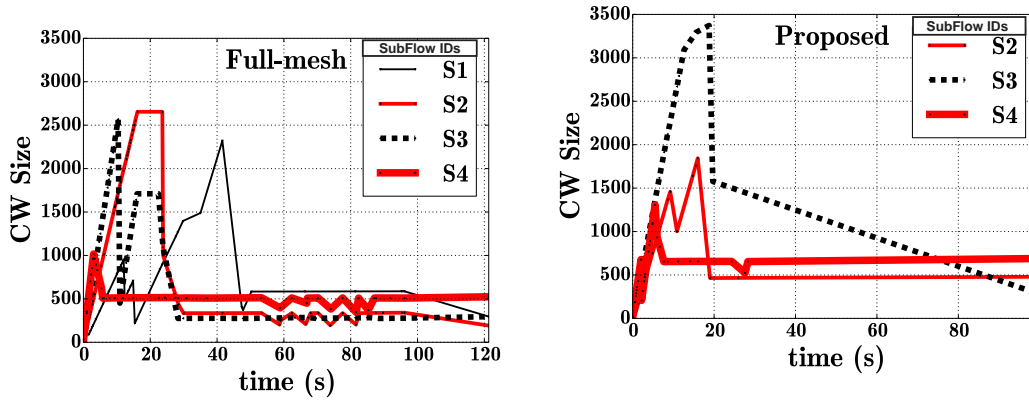 Full-mesh
SubFlow IDs
S1
S2
S3
S4
CW Size
3500
3000
2500
2000
1500
1000
500
0
0 20 40 60 80 100 120
time (s)
Proposed
SubFlow IDs
S2
S3
S4
CW Size
3500
3000
2500
2000
1500
1000
500
0
0 20 40 60 80
time (s)